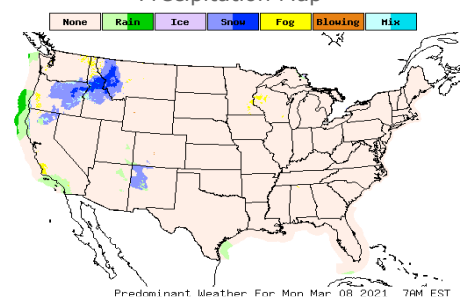 Precipitation Map
None Rain Ice Snow Fog Blowing Mix
Predominant Weather For Mon Mar 08 2021 7AM EST